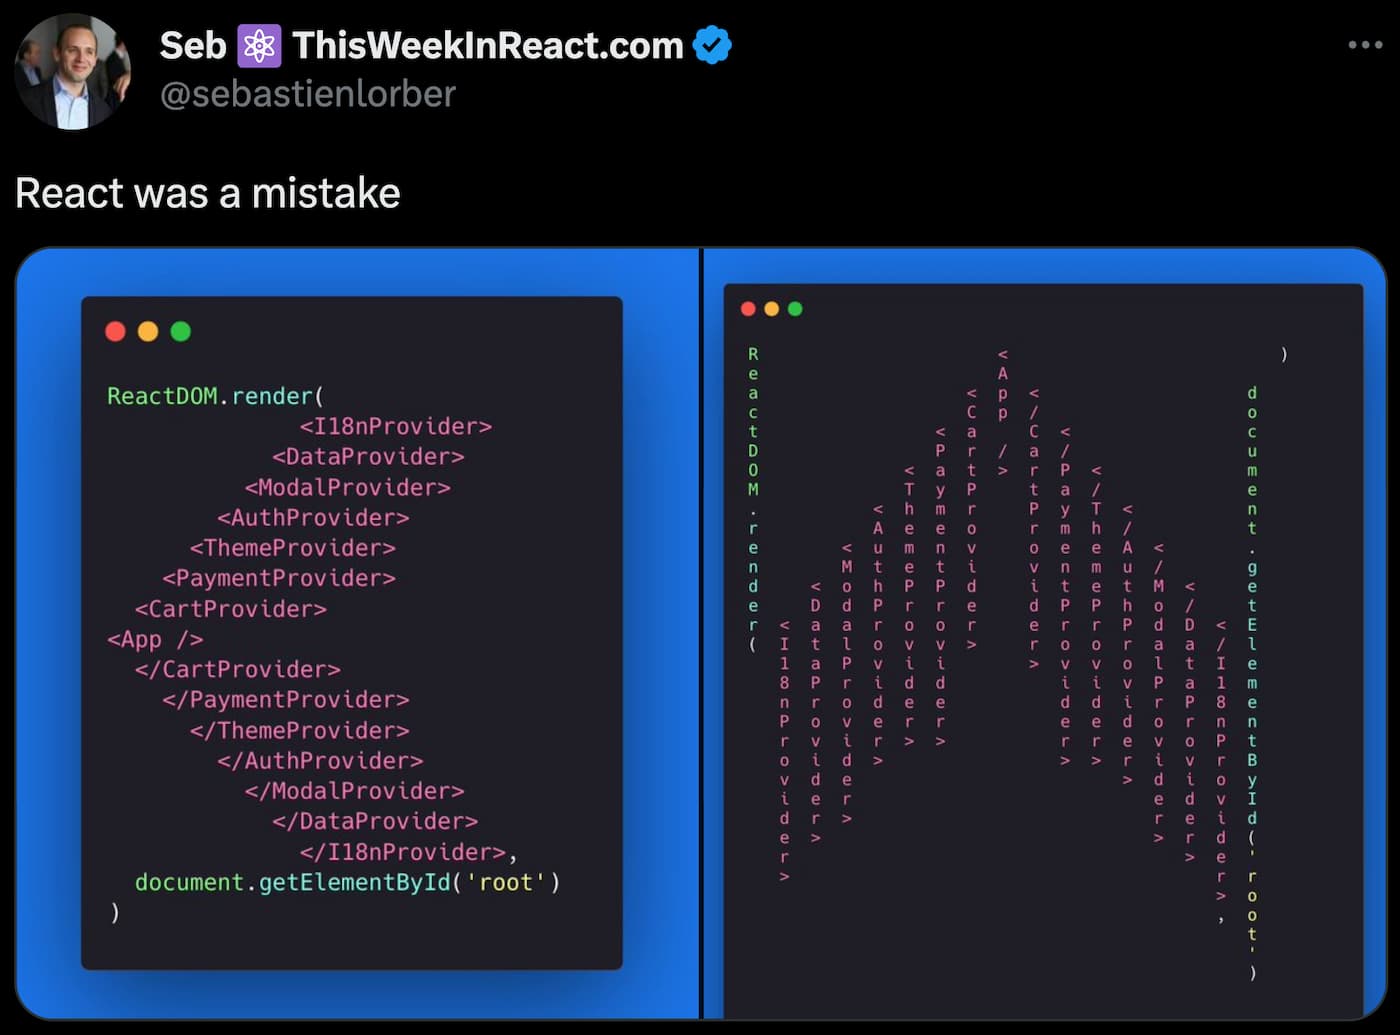 Seb ⚛ ThisWeekInReact.com
@sebastienlorber
React was a mistake
ReactDOM.render(
<I18nProvider>
<DataProvider>
<ModalProvider>
<AuthProvider>
<ThemeProvider>
<PaymentProvider>
<CartProvider>
<App />
</CartProvider>
</PaymentProvider>
</ThemeProvider>
</AuthProvider>
</ModalProvider>
</DataProvider>
</I18nProvider>,
document.getElementById('root')
)
ReactDOM.render(
<I18nProvider>
<DataProvider>
<ModalProvider>
<AuthProvider>
<ThemeProvider>
<PaymentProvider>
<CartProvider>
<App />
</CartProvider>
</PaymentProvider>
</ThemeProvider>
</AuthProvider>
</ModalProvider>
</DataProvider>
</I18nProvider>,
document.getElementById('root')
)